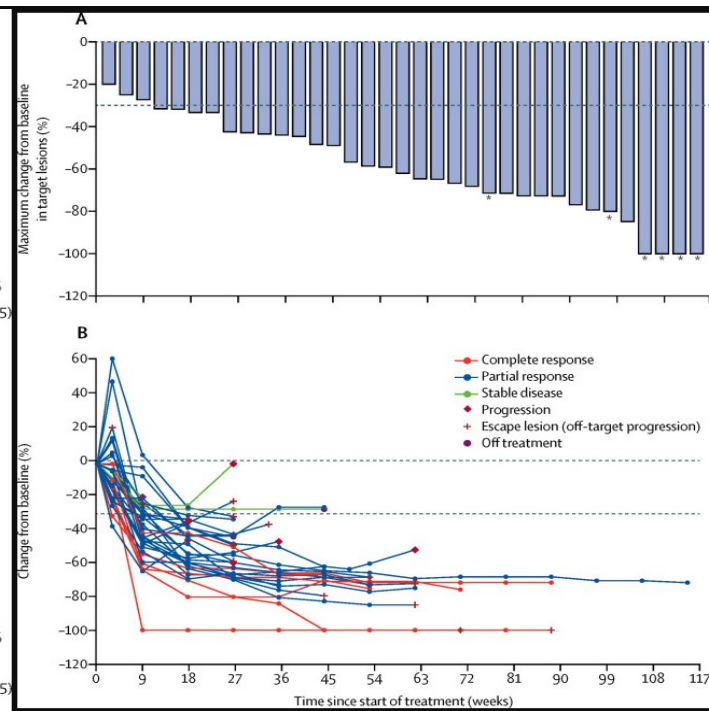 A
0
−20
−40
−60
−80
−100
−120
Maximum change from baseline
in target lesions (%)
*
*
* * * *
5
5)
B
60
40
20
0
−20
−40
−60
−80
−100
−120
Change from baseline (%)
Complete response
Partial response
Stable disease
Progression
Escape lesion (off-target progression)
Off treatment
0 9 18 27 36 45 54 63 72 81 90 99 108 117
Time since start of treatment (weeks)
5)